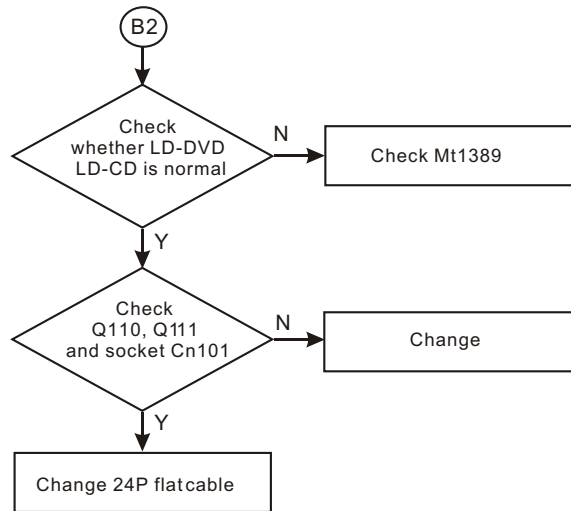 B2
Check
whether LD-DVD
LD-CD is normal
N
Check Mt1389
Y
Check
Q110, Q111
and socket Cn101
N
Change
Y
Change 24P flatcable